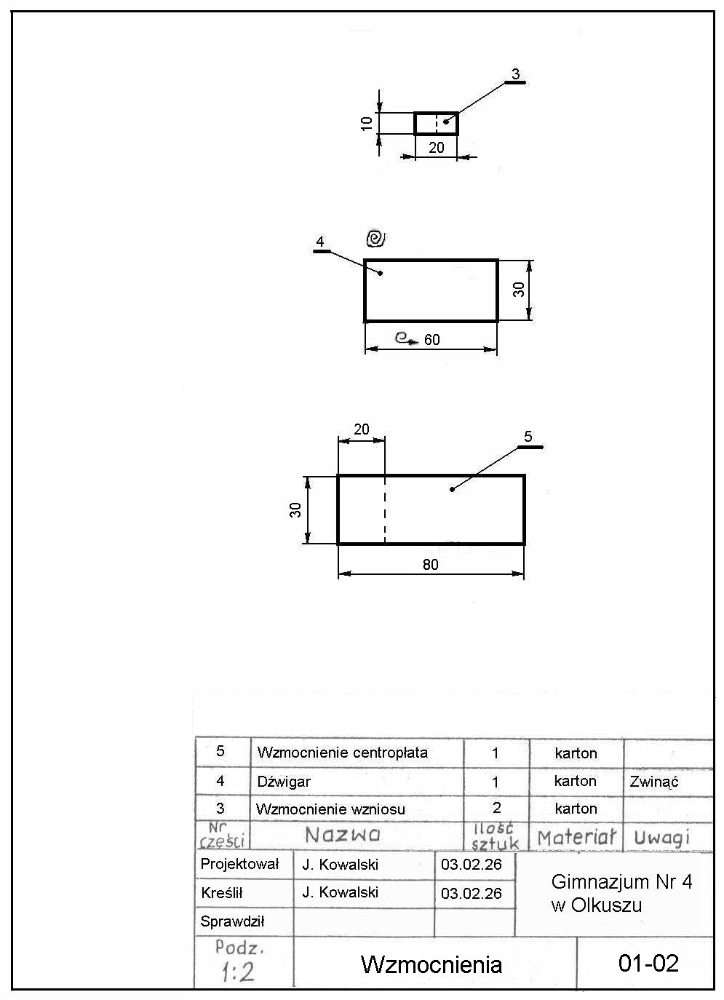 3
10
20
4
30
60
20
5
30
80
5 Wzmocnienie centropłata 1 karton
4 Dźwigar 1 karton Zwinąć
3 Wzmocnienie wzniosu 2 karton
Nr części Nazwa Ilość sztuk Materiał Uwagi
Projektował J. Kowalski 03.02.26
Kreślił J. Kowalski 03.02.26
Sprawdził
Gimnazjum Nr 4
w Olkuszu
Podz.
1:2
Wzmocnienia
01-02